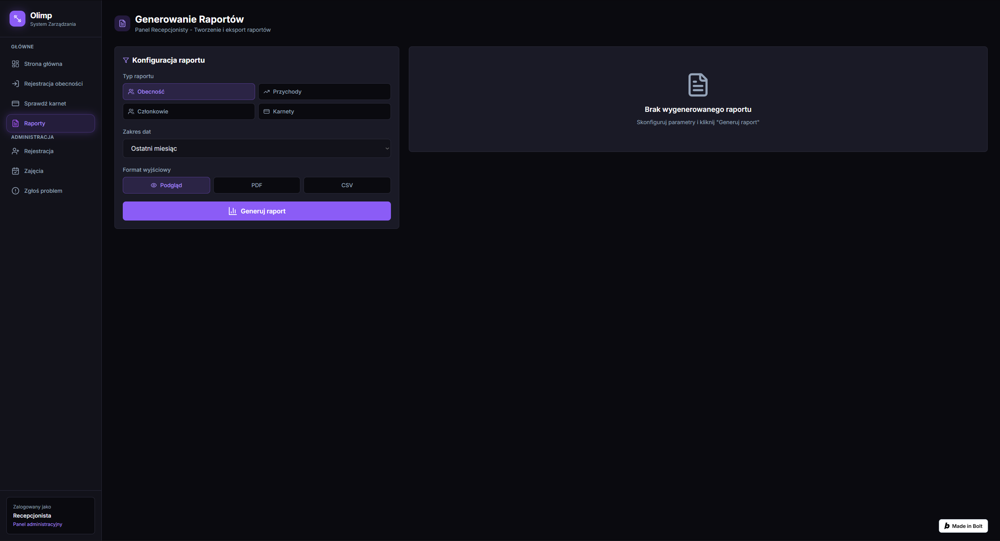 Olimp
System Zarządzania
GŁÓWNE
Strona główna
Rejestracja obecności
Sprawdź karnet
Raporty
ADMINISTRACJA
Rejestracja
Zajęcia
Zgłoś problem
Zalogowany jako
Recepcjonista
Panel administracyjny
Generowanie Raportów
Panel Recepcjonisty - Tworzenie i eksport raportów
Konfiguracja raportu
Typ raportu
Obecność
Przychody
Członkowie
Karnety
Zakres dat
Ostatni miesiąc
Format wyjściowy
Podgląd
PDF
CSV
Generuj raport
Brak wygenerowanego raportu
Skonfiguruj parametry i kliknij "Generuj raport"
b Made in Bolt